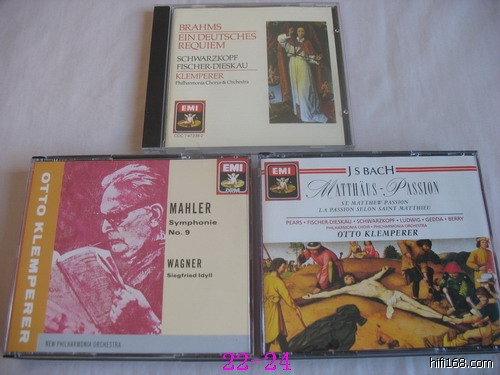 BRAHMS
EIN DEUTSCHES
REQUIEM
SCHWARZKOPF
FISCHER-DIESKAU
KLEMPERER
Philharmonia Chorus & Orchestra
EMI
OTTO KLEMPERER
EMI
MAHLER
Symphonie
No. 9
WAGNER
Siegfried Idyll
NEW PHILHARMONIA ORCHESTRA
EMI
J S BACH
MATTHÄUS-PASSION
ST. MATTHEW PASSION
LA PASSION SELON SAINT MATTHIEU
PEARS • FISCHER-DIESKAU • SCHWARZKOPF • LUDWIG • GEDDA • BERRY
PHILHARMONIA CHOIR • PHILHARMONIA ORCHESTRA
OTTO KLEMPERER
22-24
hifi168.com